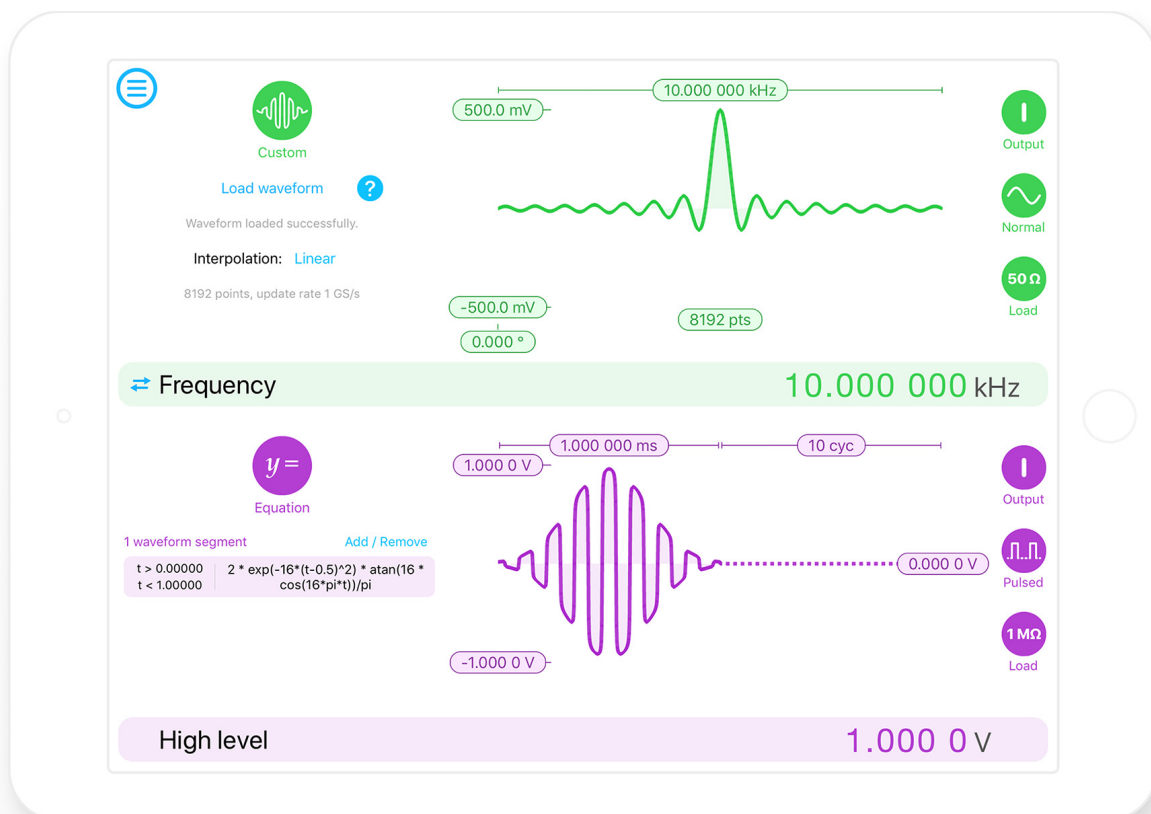 Custom
Load waveform ?
Waveform loaded successfully.
Interpolation: Linear
8192 points, update rate 1 GS/s
10.000 000 kHz
500.0 mV
-500.0 mV
0.000 °
8192 pts
Output
Normal
50 Ω
Load
Frequency
10.000 000 kHz
y =
Equation
1 waveform segment
Add / Remove
t > 0.00000
t < 1.00000
2 * exp(-16*(t-0.5)^2) * atan(16 *
cos(16*pi*t))/pi
1.000 000 ms
10 cyc
1.000 0 V
0.000 0 V
-1.000 0 V
Output
Pulsed
1 MΩ
Load
High level
1.000 0 V